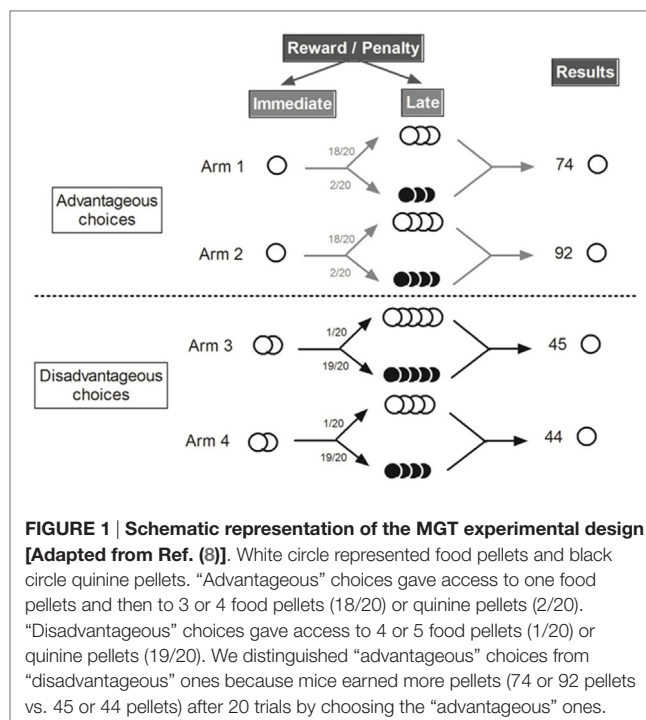 Reward / Penalty
Results
Immediate
Late
18/20
Arm 1
74
2/20
Advantageous
choices
18/20
Arm 2
92
2/20
1/20
Arm 3
45
19/20
Disadvantageous
choices
1/20
Arm 4
44
19/20
FIGURE 1 | Schematic representation of the MGT experimental design
[Adapted from Ref. (8)]. White circle represented food pellets and black
circle quinine pellets. “Advantageous” choices gave access to one food
pellets and then to 3 or 4 food pellets (18/20) or quinine pellets (2/20).
“Disadvantageous” choices gave access to 4 or 5 food pellets (1/20) or
quinine pellets (19/20). We distinguished “advantageous” choices from
“disadvantageous” ones because mice earned more pellets (74 or 92 pellets
vs. 45 or 44 pellets) after 20 trials by choosing the “advantageous” ones.